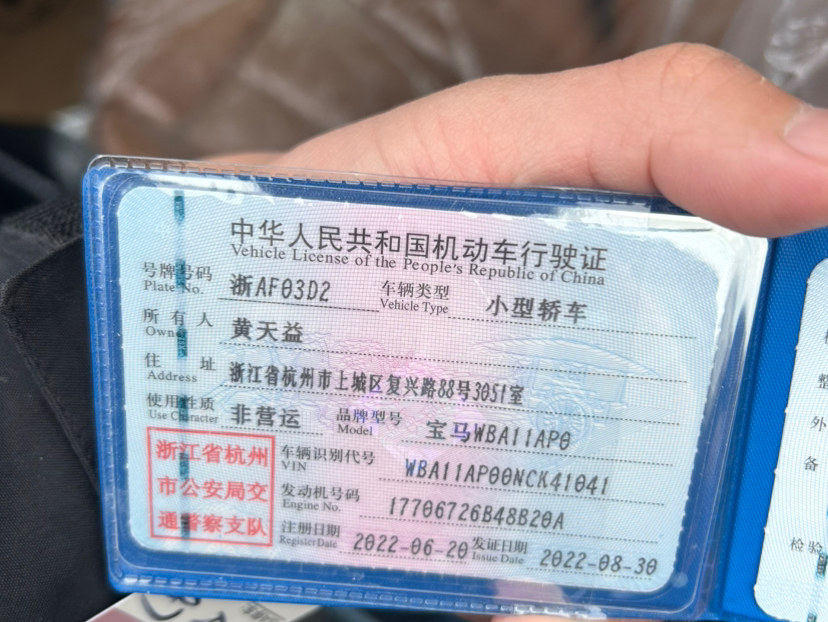 中华人民共和国机动车行驶证
Vehicle License of the People's Republic of China
号牌号码 浙AF03D2 车辆类型 小型轿车
Plate No. Vehicle Type
所有人 黄天益
Owner
住址 浙江省杭州市上城区复兴路88号3051室
Address
使用性质 非营运 品牌型号 宝马WBA11AP0
Use Character Model
浙江省杭州
市公安局交
通警察支队
车辆识别代号 WBA11AP00NCK41041
VIN
发动机号码 17706726B48B20A
Engine No.
注册日期 2022-06-20 发证日期 2022-08-30
Register Date Issue Date
整
外
备
检验